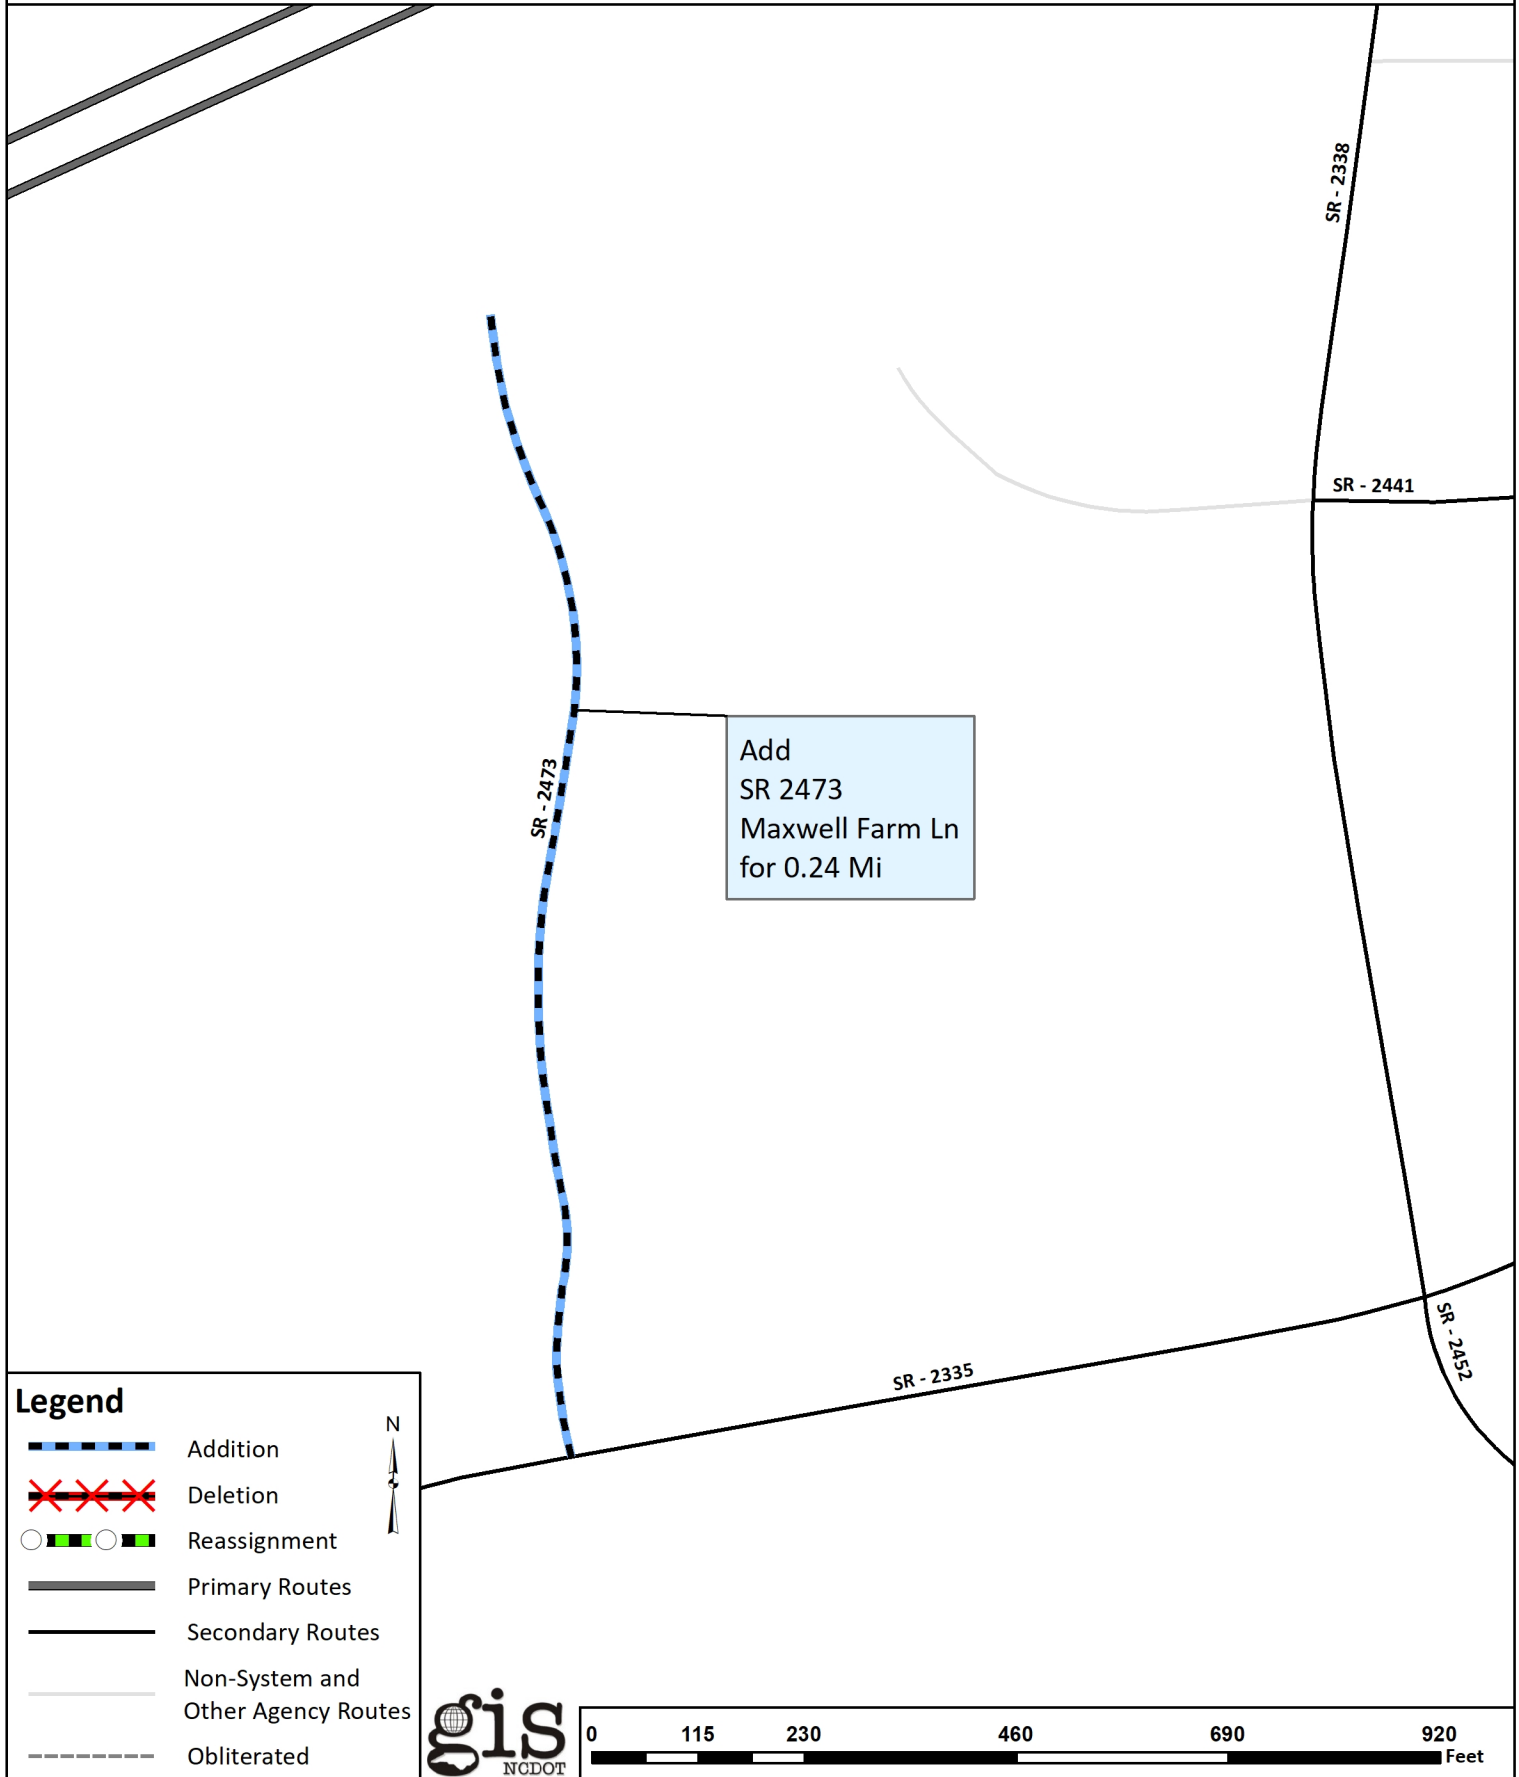 SR - 2338
SR - 2441
SR - 2473
Add
SR 2473
Maxwell Farm Ln
for 0.24 Mi
SR - 2335
SR - 2452
Legend
N
Addition
Deletion
Reassignment
Primary Routes
Secondary Routes
Non-System and
Other Agency Routes
Obliterated
gis
NCDOT
0 115 230 460 690 920
Feet